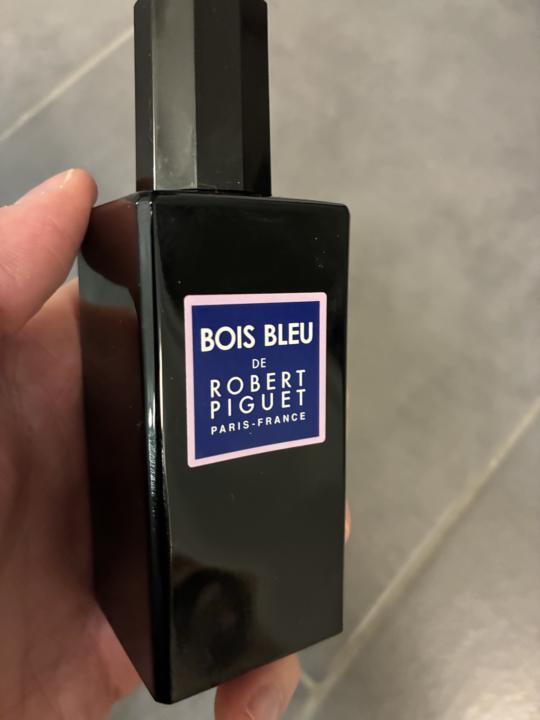 BOIS BLEU
DE
ROBERT
PIGUET
PARIS-FRANCE